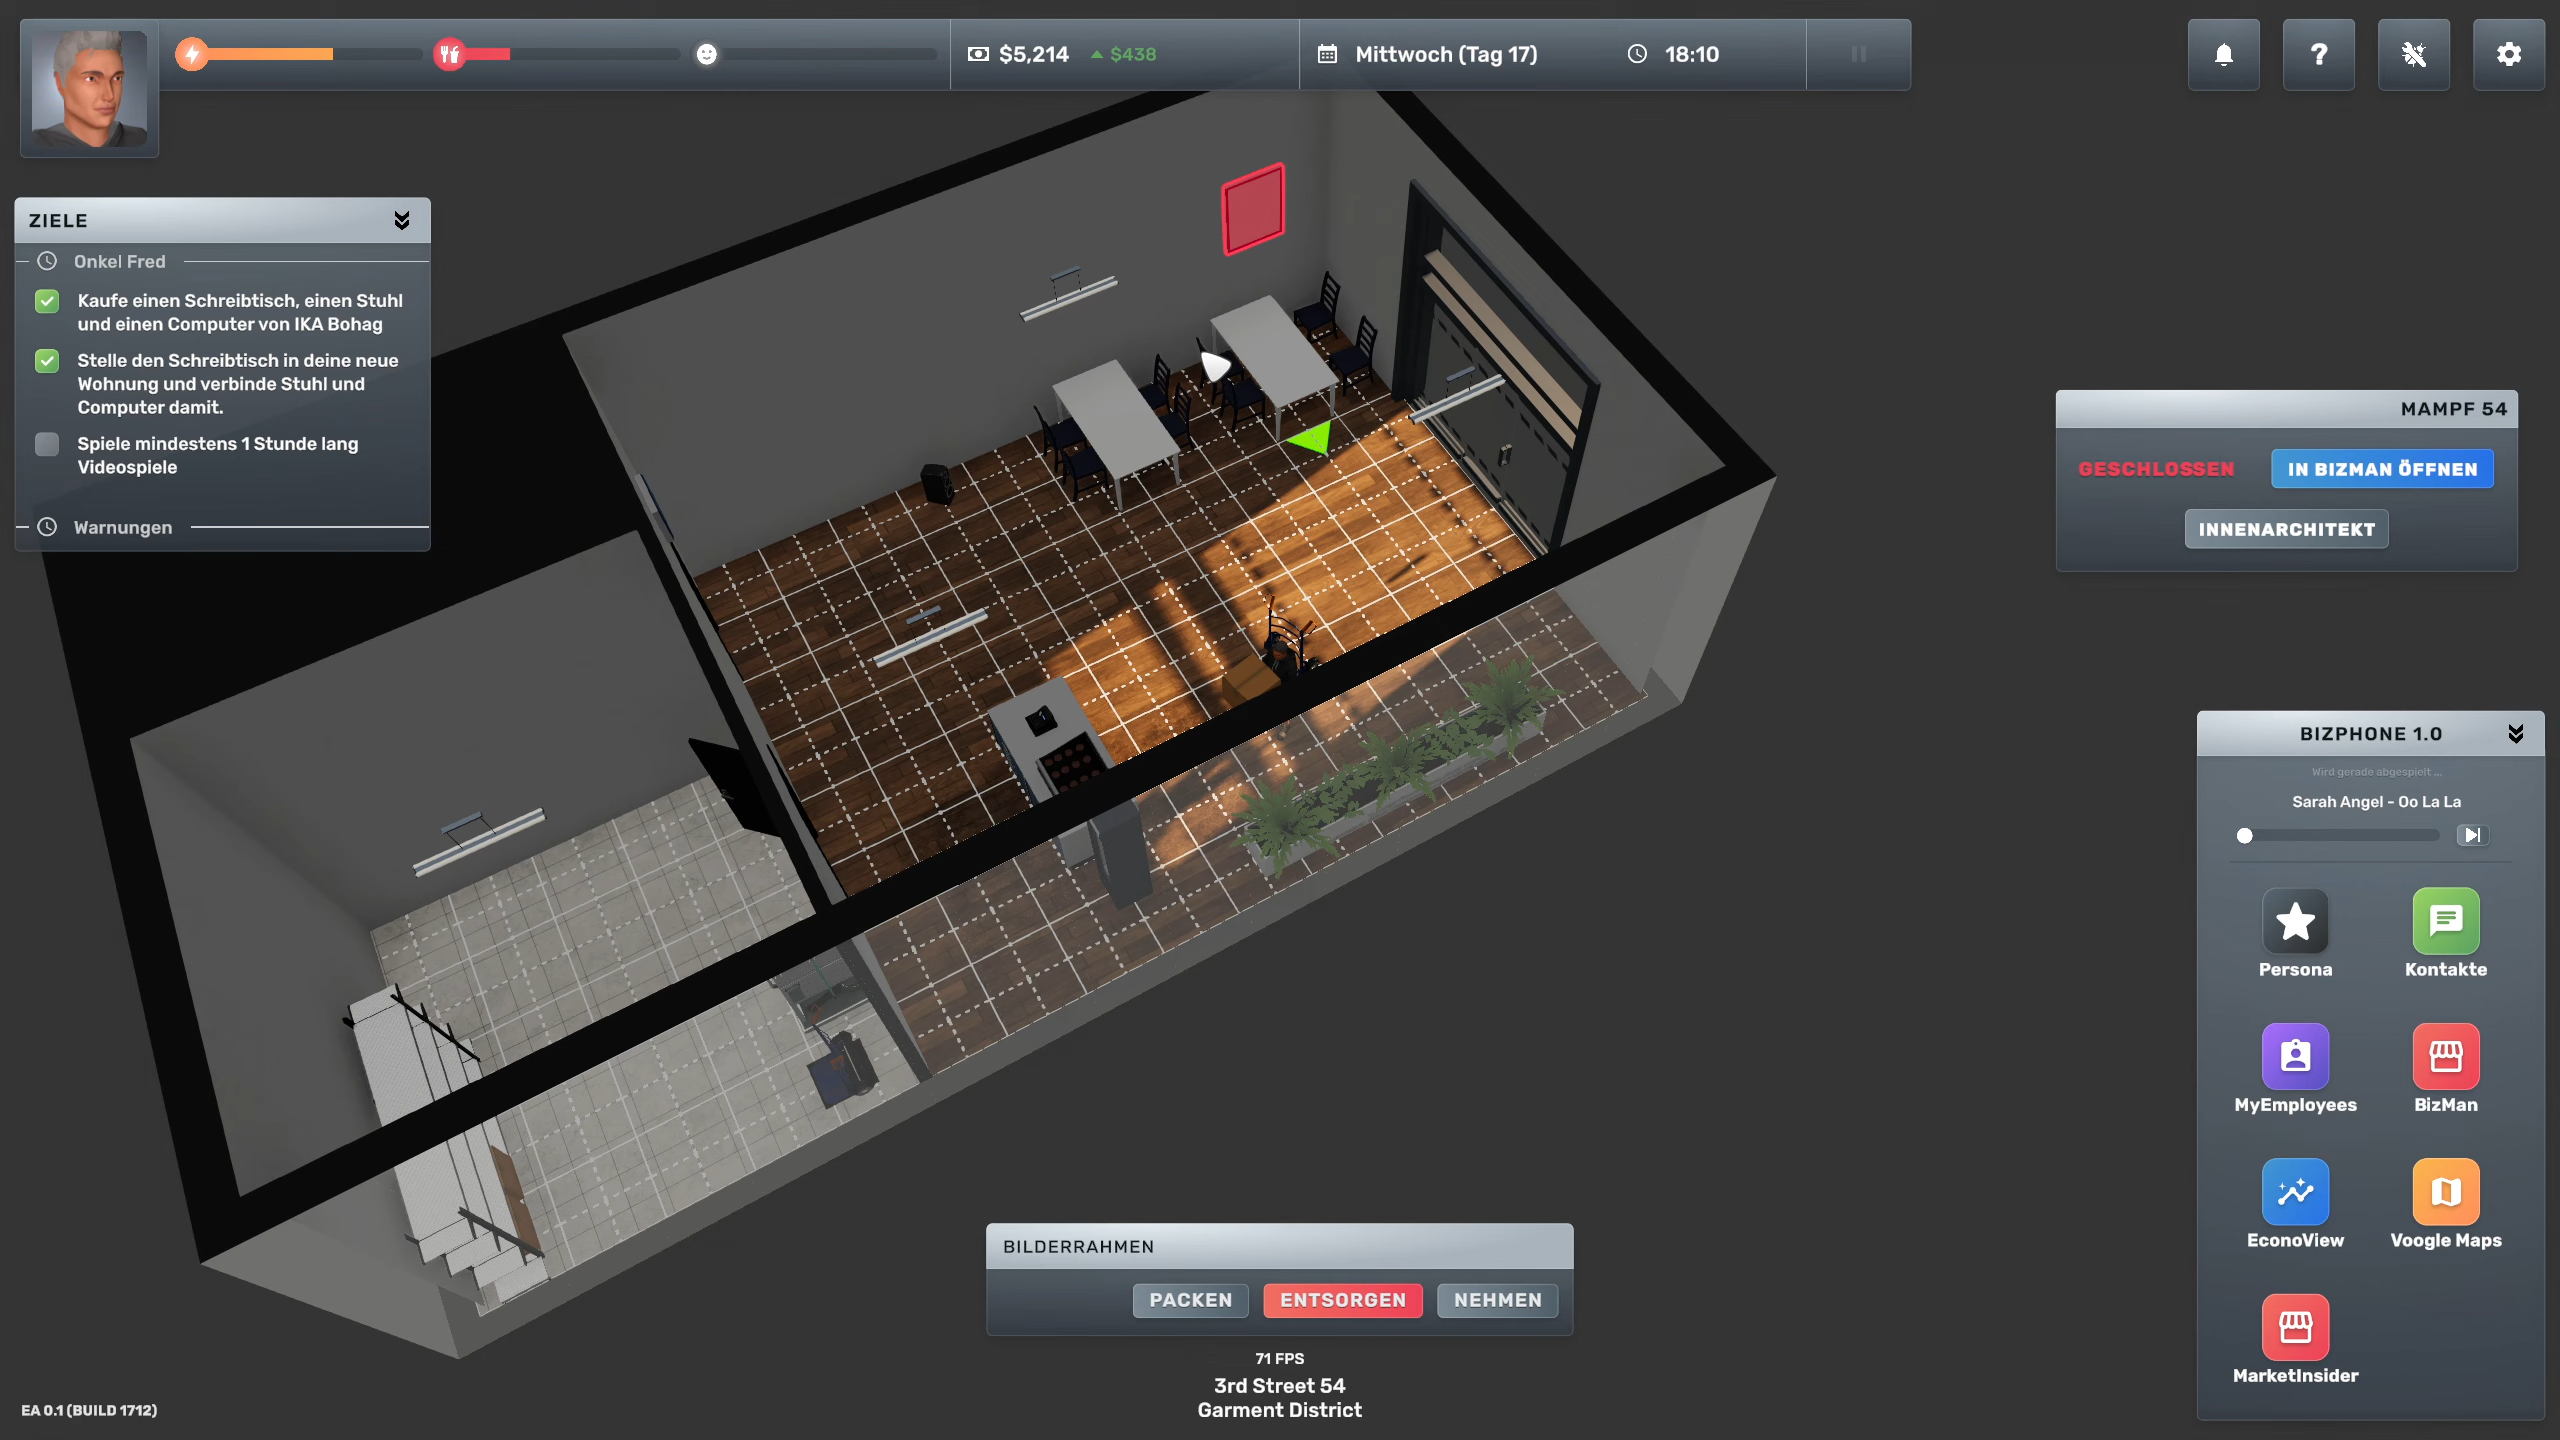 $5,214
$438
Mittwoch (Tag 17)
18:10
ZIELE
Onkel Fred
Kaufe einen Schreibtisch, einen Stuhl
und einen Computer von IKA Bohag
Stelle den Schreibtisch in deine neue
Wohnung und verbinde Stuhl und
Computer damit.
Spiele mindestens 1 Stunde lang
Videospiele
Warnungen
MAMPF 54
GESCHLOSSEN
IN BIZMAN ÖFFNEN
INNENARCHITEKT
BIZPHONE 1.0
Wird gerade abgespielt ...
Sarah Angel - Oo La La
Persona
Kontakte
MyEmployees
BizMan
EconoView
Voogle Maps
MarketInsider
BILDERRAHMEN
PACKEN
ENTSORGEN
NEHMEN
71 FPS
3rd Street 54
Garment District
EA 0.1 (BUILD 1712)